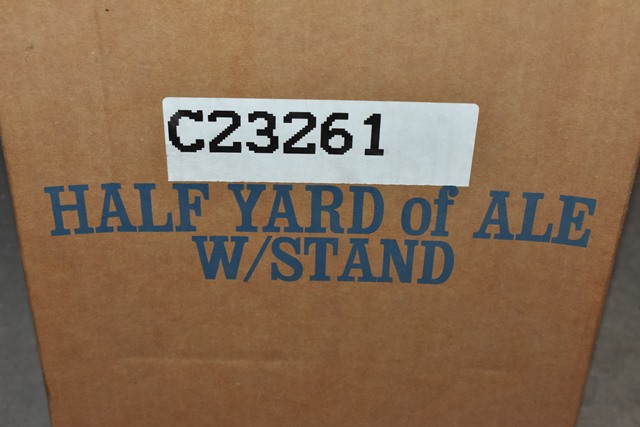 C23261
HALF YARD of ALE
W/STAND